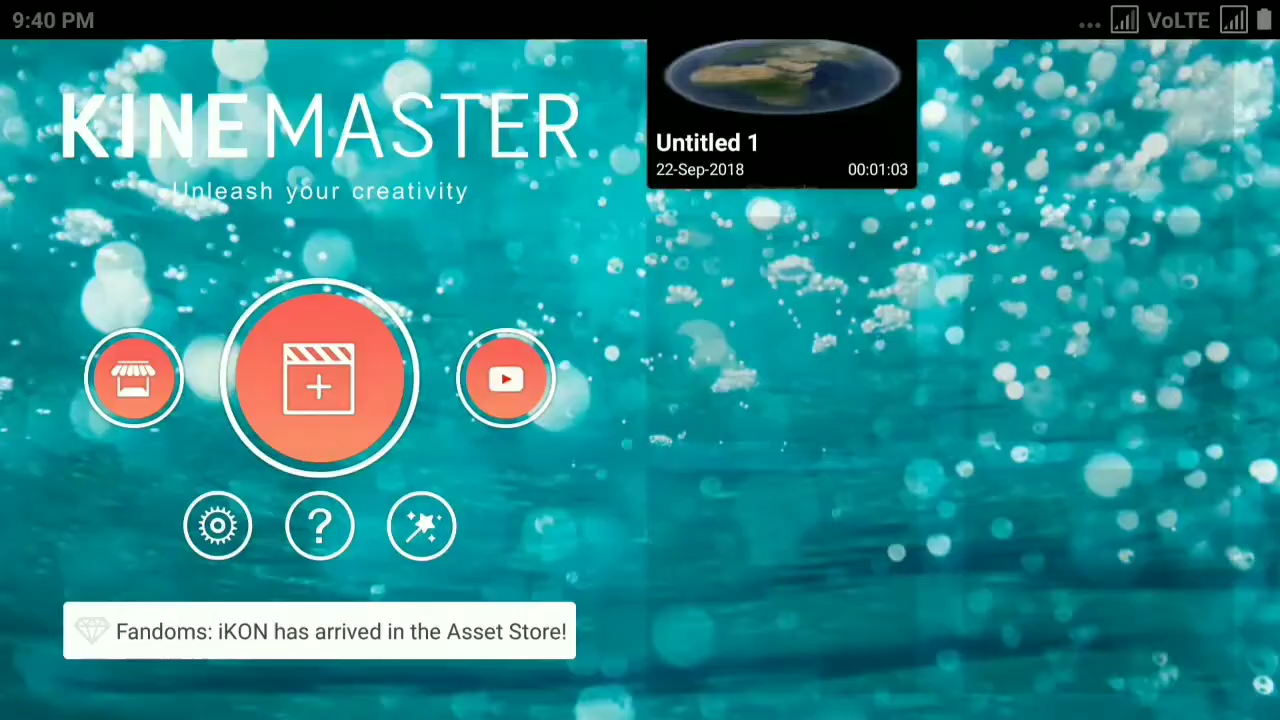 9:40 PM
... VoLTE
KINEMASTER
Unleash your creativity
Untitled 1
22-Sep-2018 00:01:03
?
Fandoms: iKON has arrived in the Asset Store!